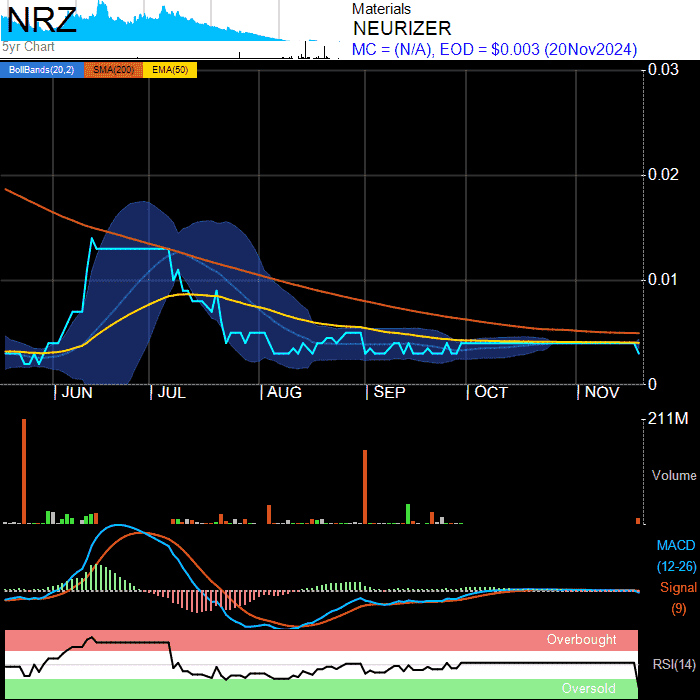 NRZ
5yr Chart
Materials
NEURIZER
MC = (N/A), EOD = $0.003 (20Nov2024)
BollBands(20,2) SMA(200) EMA(50)
0.03
0.02
0.01
0
JUN JUL AUG SEP OCT NOV
211M
Volume
MACD
(12-26)
Signal
(9)
Overbought
RSI(14)
Oversold